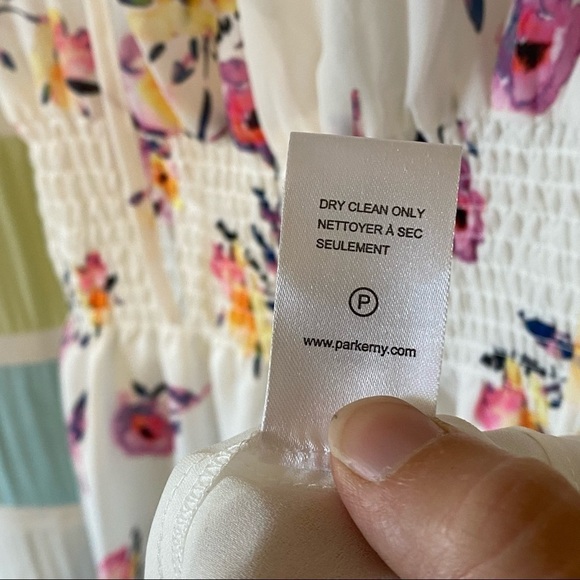 DRY CLEAN ONLY
NETTOYER À SEC
SEULEMENT
P
www.parkerny.com